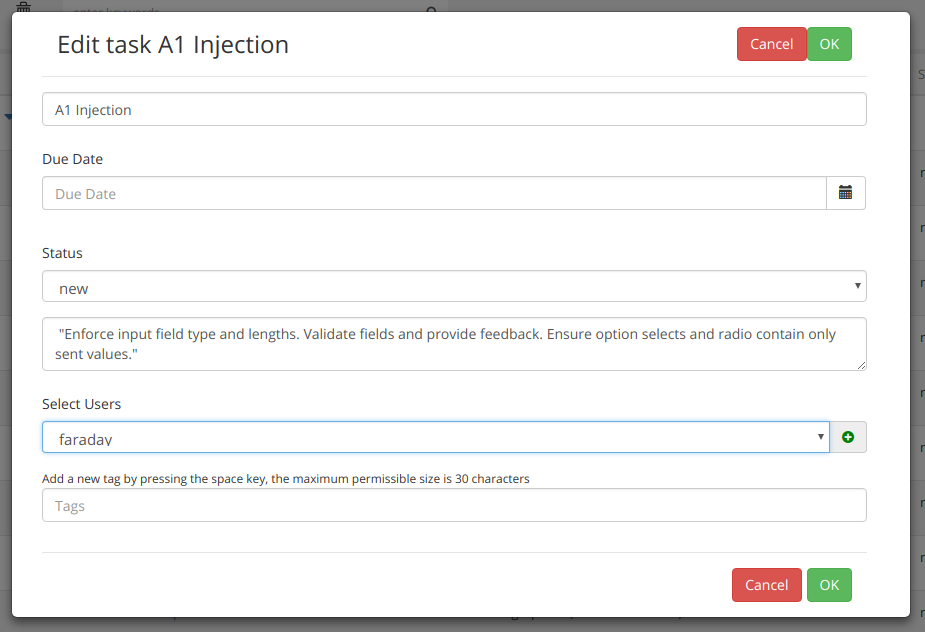 Edit task A1 Injection
Cancel OK
A1 Injection
Due Date
Due Date
Status
new
"Enforce input field type and lengths. Validate fields and provide feedback. Ensure option selects and radio contain only
sent values."
Select Users
faraday
Add a new tag by pressing the space key, the maximum permissible size is 30 characters
Tags
Cancel OK